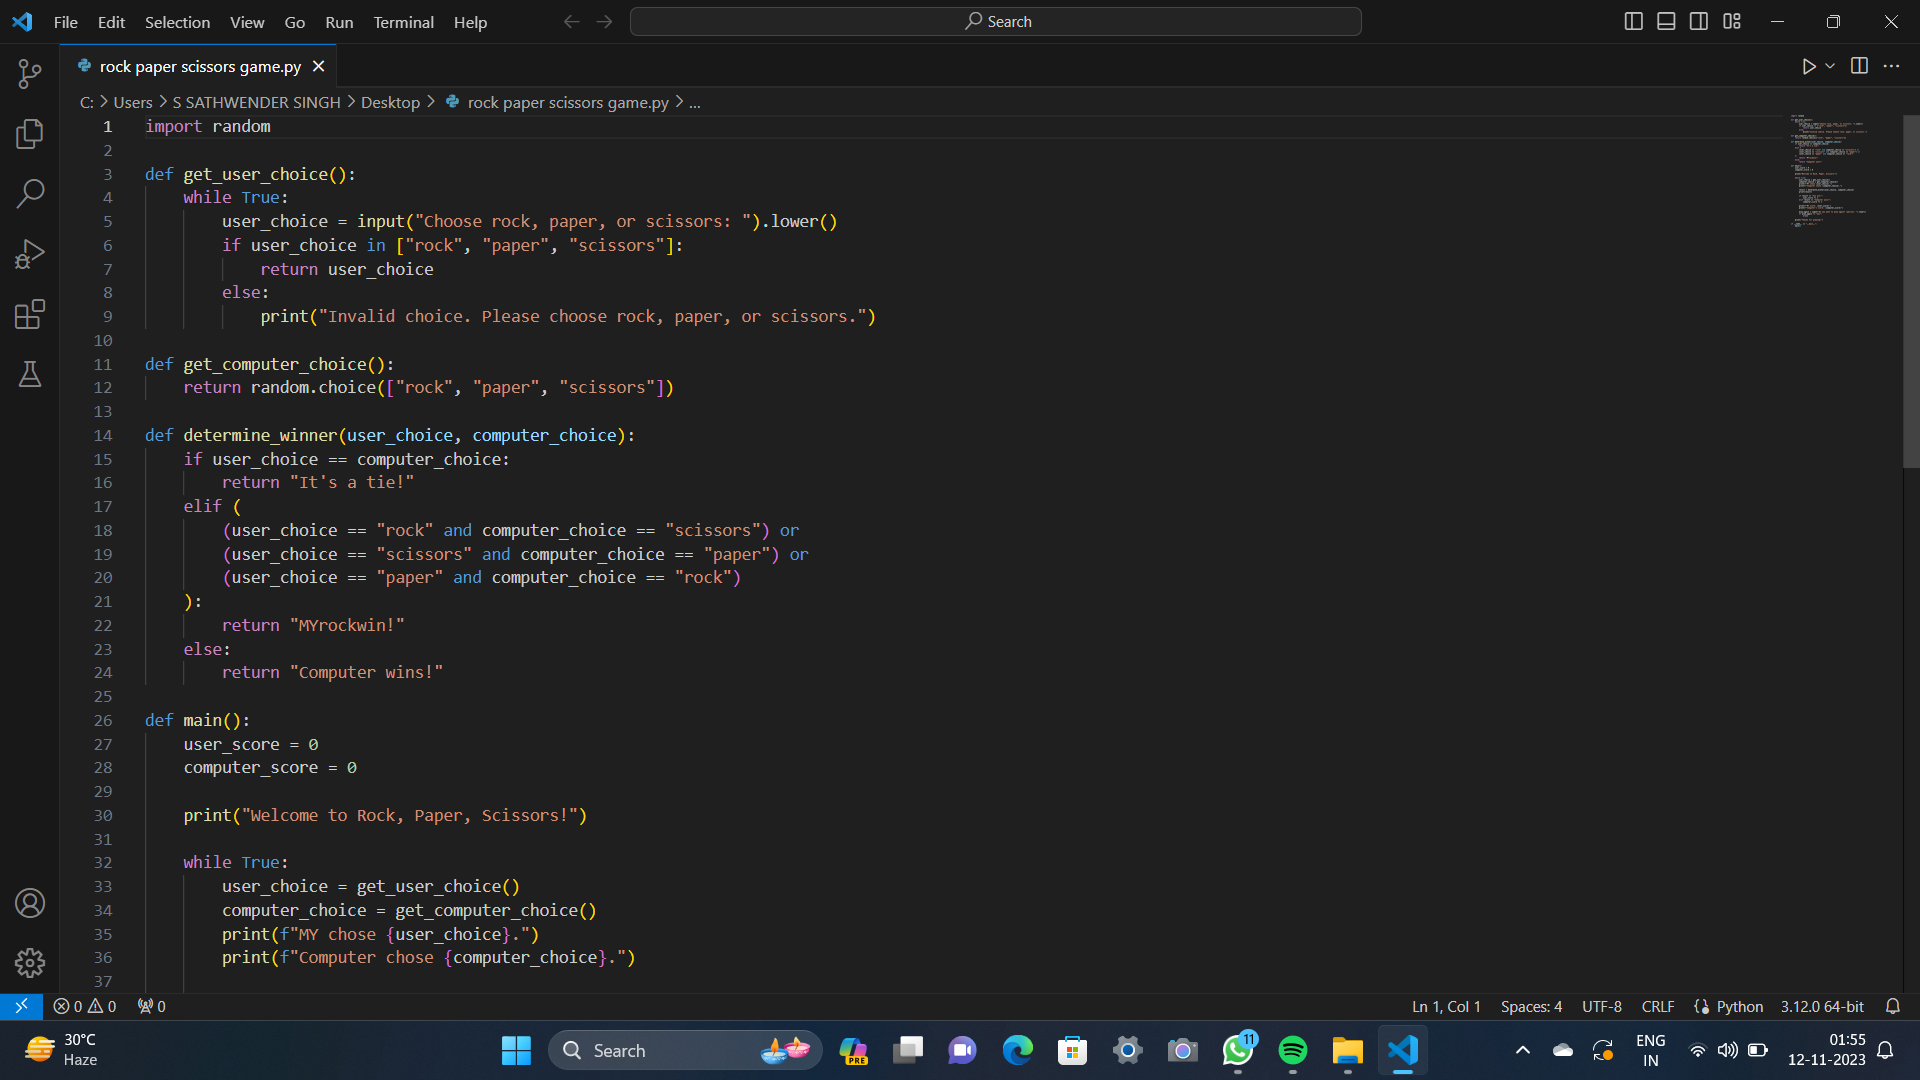 File Edit Selection View Go Run Terminal Help
Search
rock paper scissors game.py
C: > Users > S SATHWENDER SINGH > Desktop > rock paper scissors game.py > ...
1 import random
2
3 def get_user_choice():
4     while True:
5         user_choice = input("Choose rock, paper, or scissors: ").lower()
6         if user_choice in ["rock", "paper", "scissors"]:
7             return user_choice
8         else:
9             print("Invalid choice. Please choose rock, paper, or scissors.")
10
11 def get_computer_choice():
12     return random.choice(["rock", "paper", "scissors"])
13
14 def determine_winner(user_choice, computer_choice):
15     if user_choice == computer_choice:
16         return "It's a tie!"
17     elif (
18         (user_choice == "rock" and computer_choice == "scissors") or
19         (user_choice == "scissors" and computer_choice == "paper") or
20         (user_choice == "paper" and computer_choice == "rock")
21     ):
22         return "MYrockwin!"
23     else:
24         return "Computer wins!"
25
26 def main():
27     user_score = 0
28     computer_score = 0
29
30     print("Welcome to Rock, Paper, Scissors!")
31
32     while True:
33         user_choice = get_user_choice()
34         computer_choice = get_computer_choice()
35         print(f"MY chose {user_choice}.")
36         print(f"Computer chose {computer_choice}.")
37
0 0 0 Ln 1, Col 1 Spaces: 4 UTF-8 CRLF {} Python 3.12.0 64-bit
30°C
Haze
Search
PRE
11
ENG
IN
01:55
12-11-2023